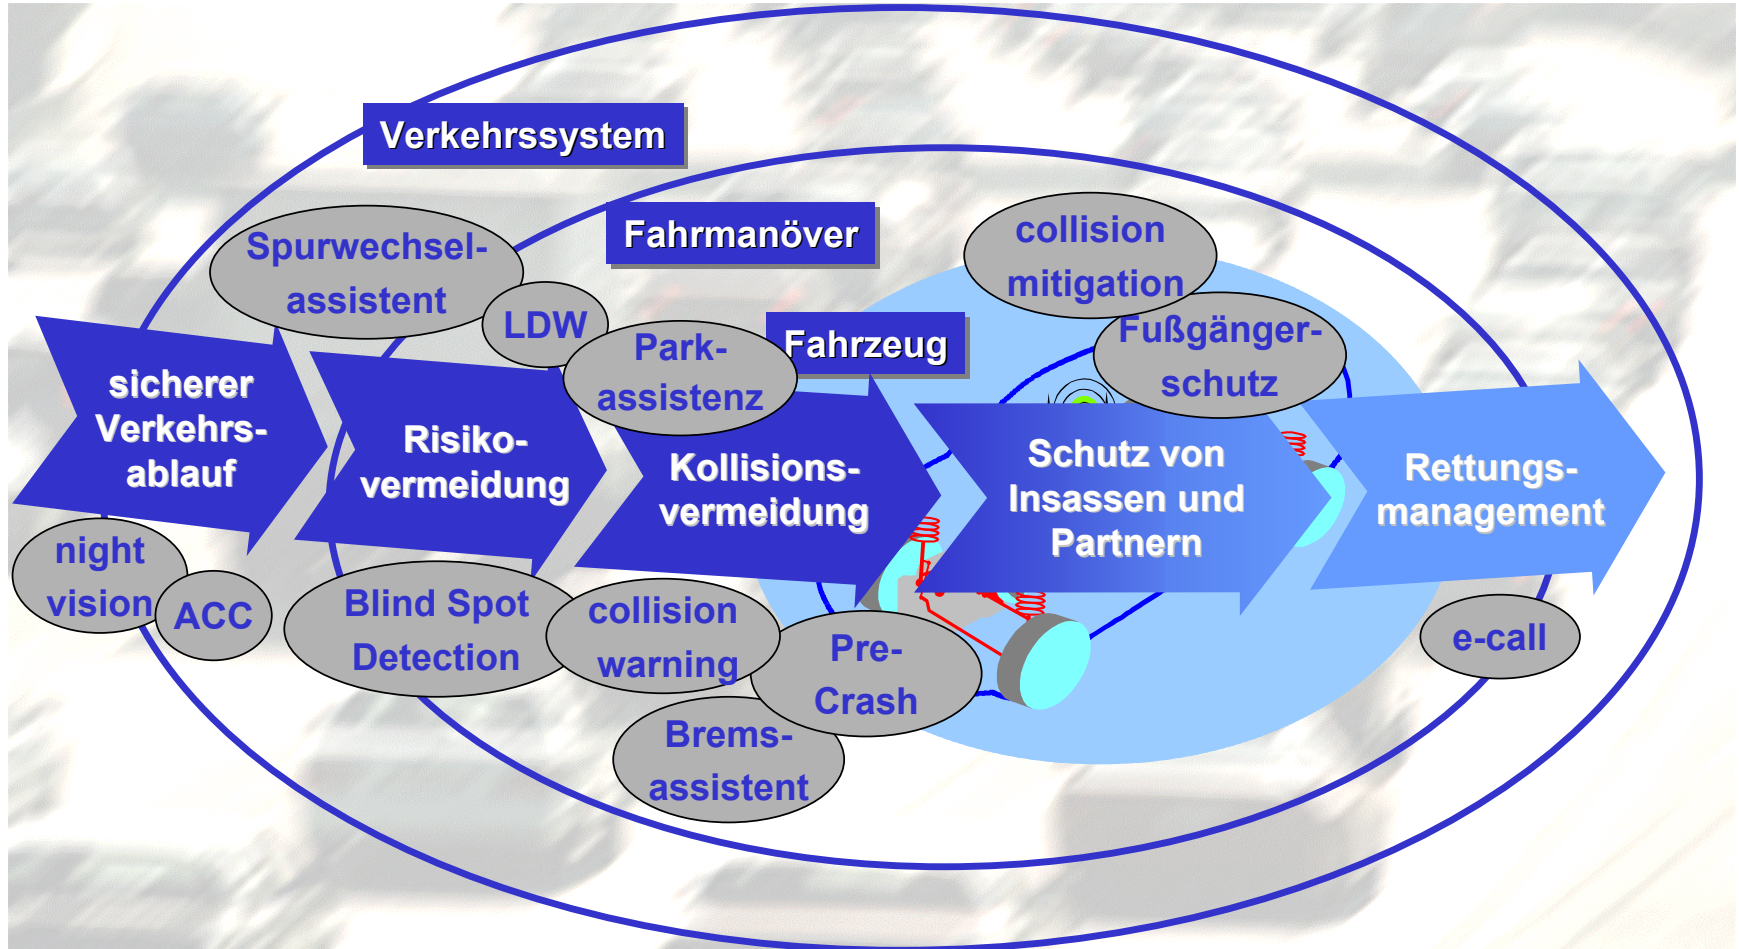 Verkehrssystem
Fahrmanöver
Fahrzeug
Spurwechsel-
assistent
LDW
Park-
assistenz
collision
mitigation
Fußgänger-
schutz
sicherer
Verkehrs-
ablauf
Risiko-
vermeidung
Kollisions-
vermeidung
Schutz von
Insassen und
Partnern
Rettungs-
management
night
vision
ACC
Blind Spot
Detection
collision
warning
Pre-
Crash
Brems-
assistent
e-call